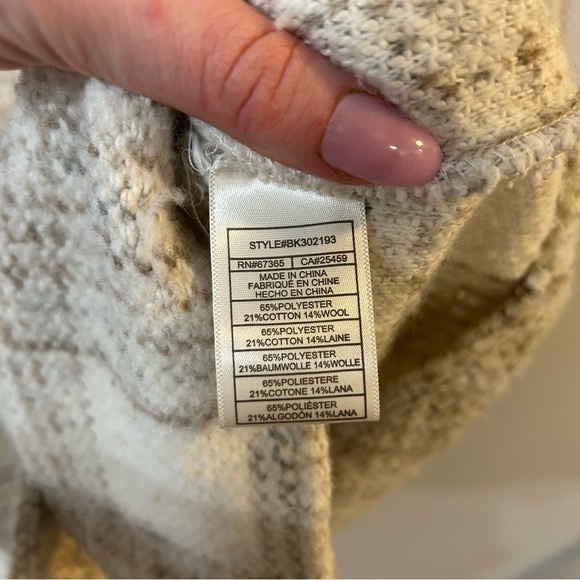 STYLE#BK302193
RN#67365 CA#25459
MADE IN CHINA
FABRIQUÉ EN CHINE
HECHO EN CHINA
65%POLYESTER
21%COTTON 14%WOOL
65%POLYESTER
21%COTTON 14%LAINE
65%POLYESTER
21%BAUMWOLLE 14%WOLLE
65%POLIESTERE
21%COTONE 14%LANA
65%POLIÉSTER
21%ALGODÓN 14%LANA